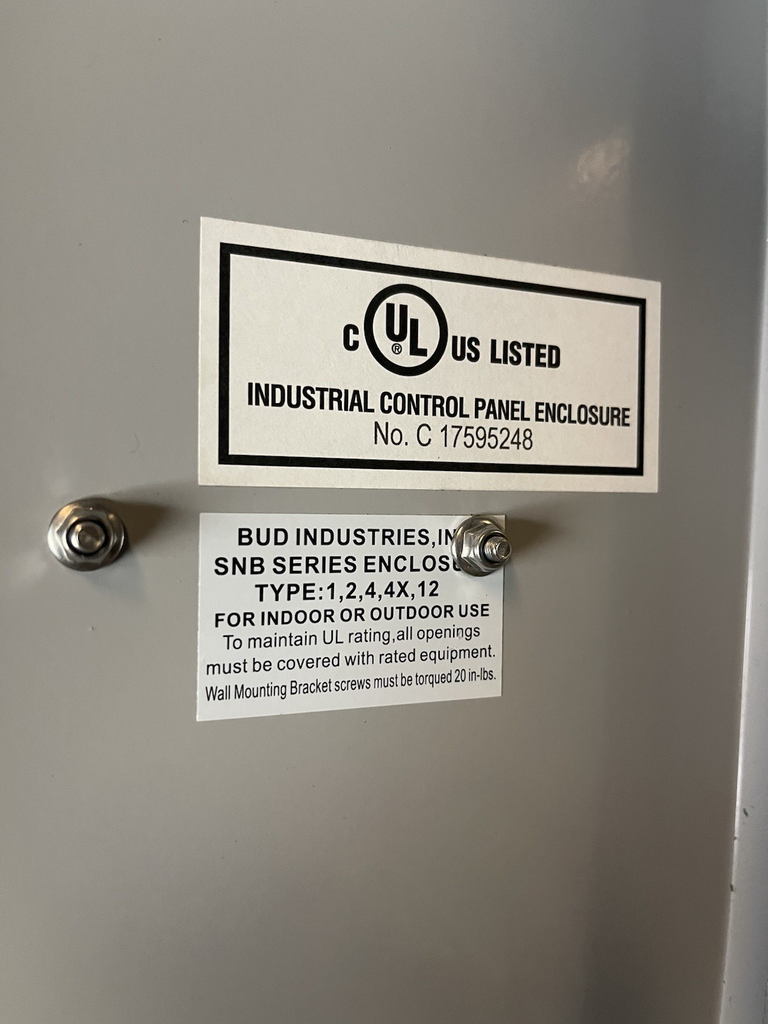 C UL ® US LISTED
INDUSTRIAL CONTROL PANEL ENCLOSURE
No. C 17595248
BUD INDUSTRIES,IN
SNB SERIES ENCLOSU
TYPE:1,2,4,4X,12
FOR INDOOR OR OUTDOOR USE
To maintain UL rating,all openings
must be covered with rated equipment.
Wall Mounting Bracket screws must be torqued 20 in-lbs.